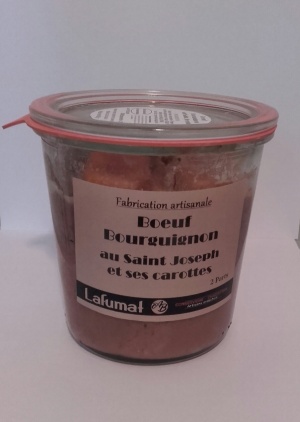 Fabrication artisanale
Boeuf
Bourguignon
au Saint Joseph
et ses carottes
2 Parts
Lafumat